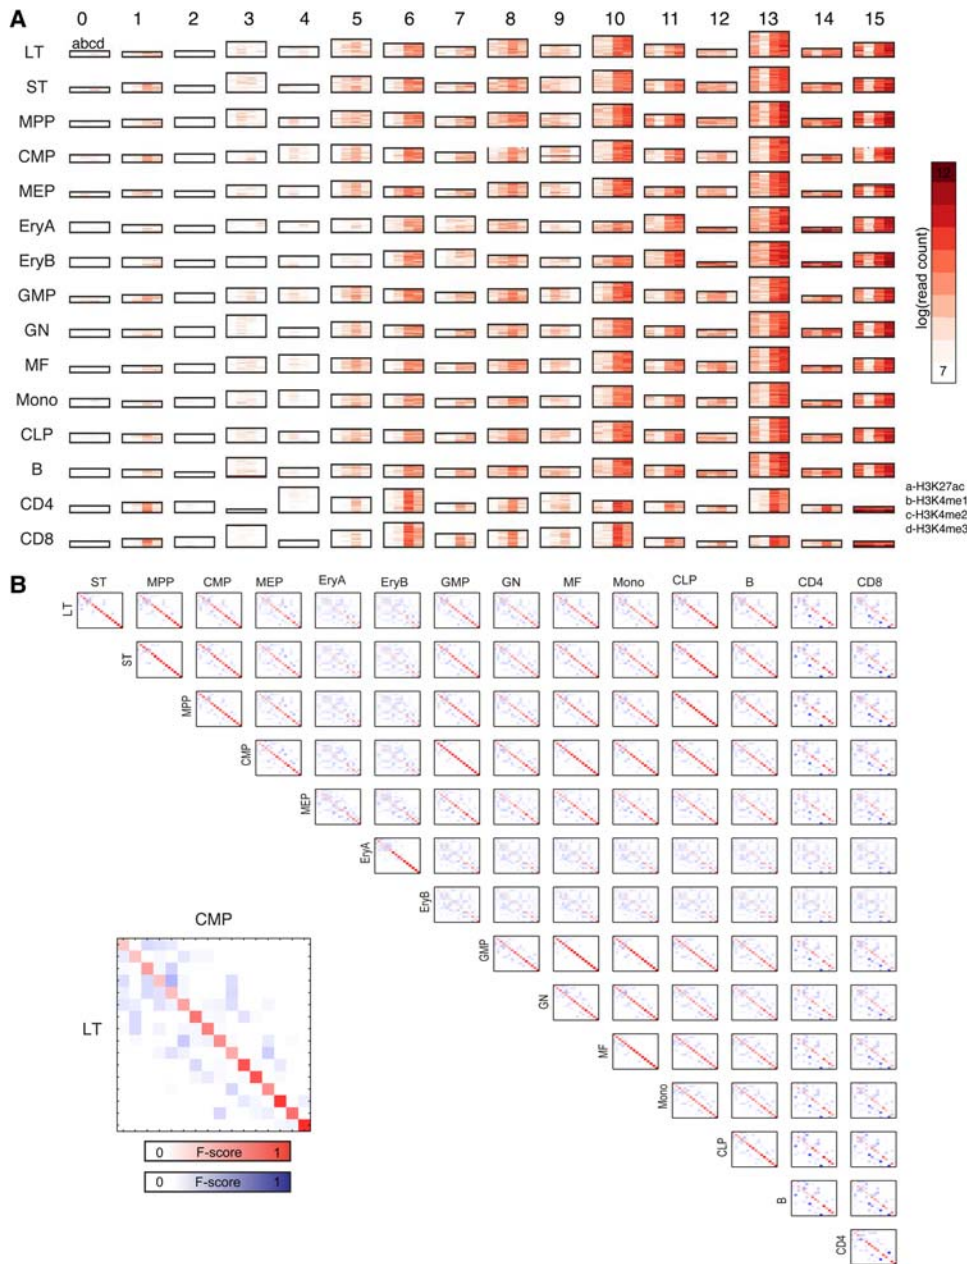 A
0 1 2 3 4 5 6 7 8 9 10 11 12 13 14 15
abcd
LT
ST
MPP
CMP
MEP
EryA
EryB
GMP
GN
MF
Mono
CLP
B
CD4
CD8
12
log(read count)
7
a-H3K27ac
b-H3K4me1
c-H3K4me2
d-H3K4me3
B
ST MPP CMP MEP EryA EryB GMP GN MF Mono CLP B CD4 CD8
LT
ST
MPP
CMP
MEP
EryA
EryB
GMP
GN
MF
Mono
CLP
B
CD4
CMP
LT
0 F-score 1
0 F-score 1